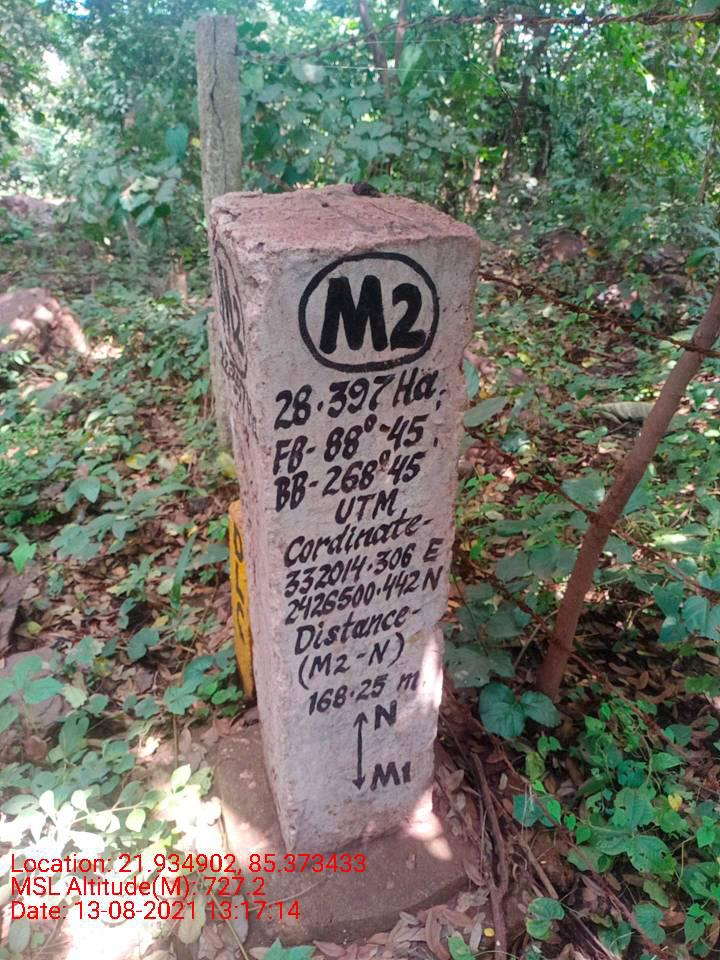 M2
28.397 Ha,
FB-88°-45'
BB-268°45
UTM
Cordinate-
332014.306 E
2426500.442 N
Distance-
(M2-N)
168.25 m.
N
M1
M2
Location: 21.934902, 85.373433
MSL Altitude(M): 727.2
Date: 13-08-2021 13:17:14